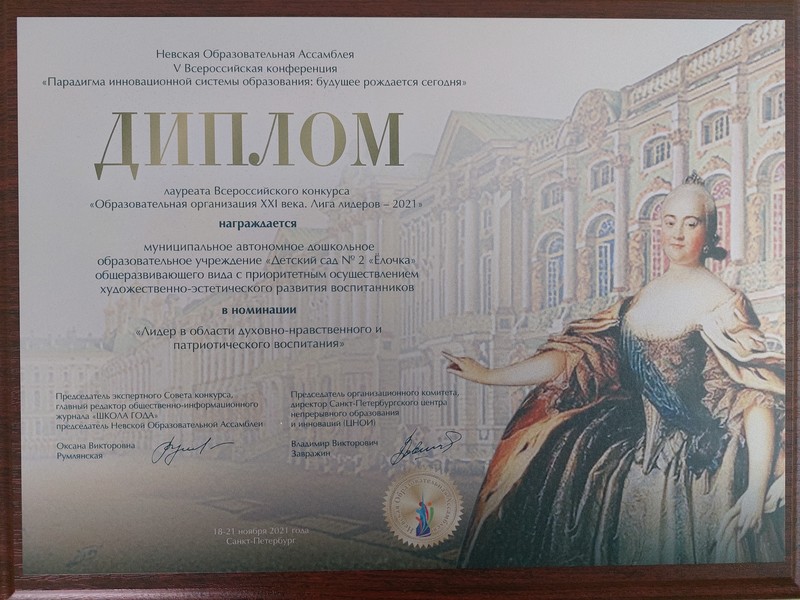 Невская Образовательная Ассамблея
V Всероссийская конференция
«Парадигма инновационной системы образования: будущее рождается сегодня»
ДИПЛОМ
лауреата Всероссийского конкурса
«Образовательная организация XXI века. Лига лидеров – 2021»
награждается
муниципальное автономное дошкольное
образовательное учреждение «Детский сад № 2 «Ёлочка»
общеразвивающего вида с приоритетным осуществлением
художественно-эстетического развития воспитанников
в номинации
«Лидер в области духовно-нравственного и
патриотического воспитания»
Председатель экспертного Совета конкурса,
главный редактор общественно-информационного
журнала «ШКОЛА ГОДА»
председатель Невской Образовательной Ассамблеи
Оксана Викторовна
Румлянская
Председатель организационного комитета,
директор Санкт-Петербургского центра
непрерывного образования
и инноваций (ЦНОИ)
Владимир Викторович
Завражин
18-21 ноября 2021 года
Санкт-Петербург